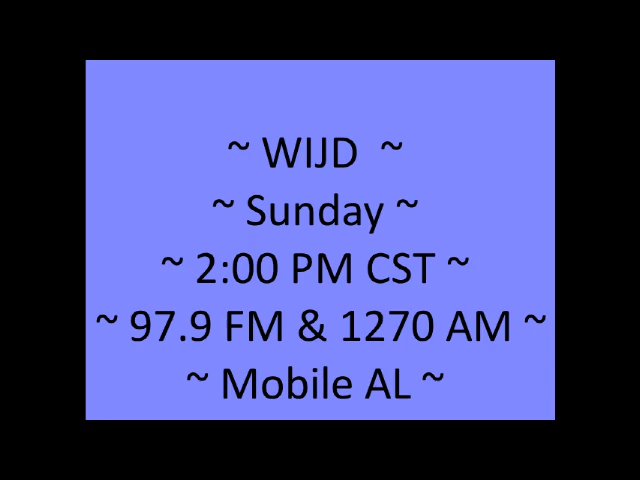 ~ WIJD ~
~ Sunday ~
~ 2:00 PM CST ~
~ 97.9 FM & 1270 AM ~
~ Mobile AL ~